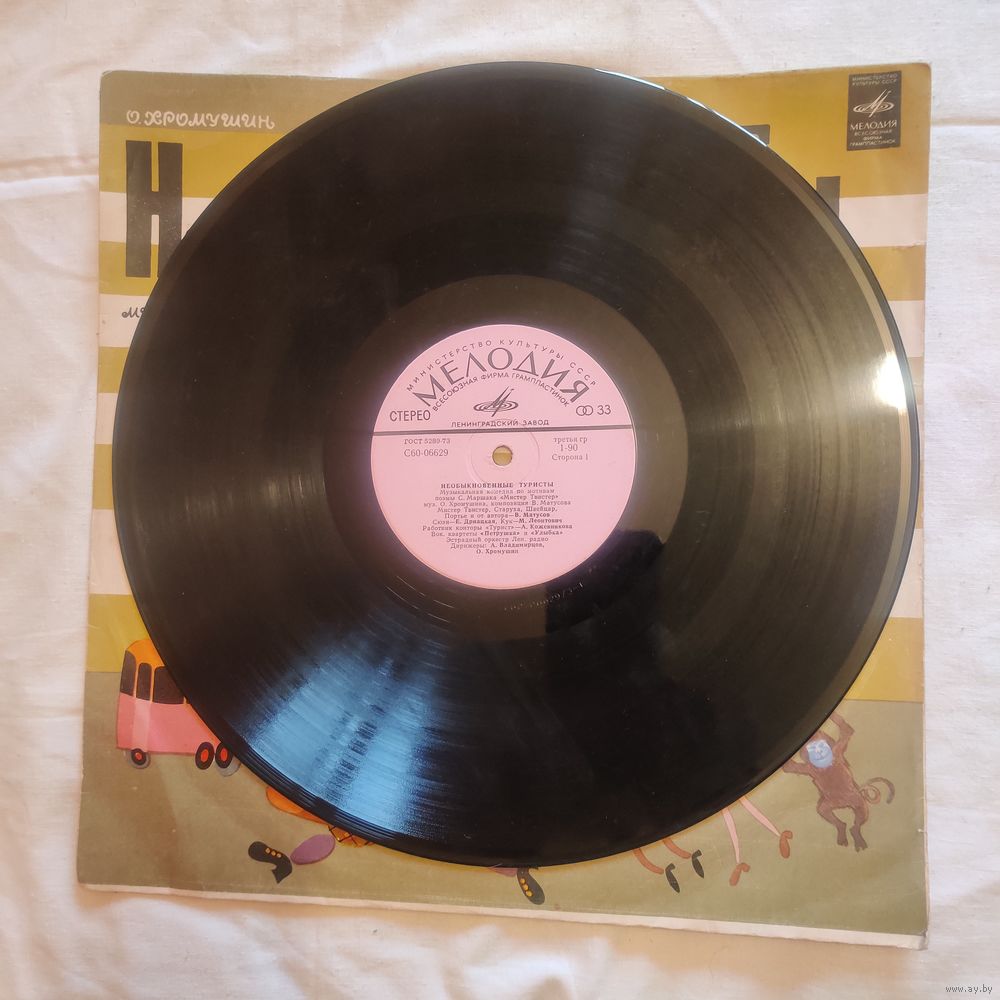 О. ХРОМУШИН
МИНИСТЕРСТВО
КУЛЬТУРЫ СССР
МЕЛОДИЯ
ВСЕСОЮЗНАЯ
ФИРМА
ГРАМПЛАСТИНОК
Н
МИНИСТЕРСТВО КУЛЬТУРЫ СССР
МЕЛОДИЯ
ВСЕСОЮЗНАЯ ФИРМА ГРАМПЛАСТИНОК
СТЕРЕО
33
ЛЕНИНГРАДСКИЙ ЗАВОД
ГОСТ 5289-73
третья гр
С60-06629
1-90
Сторона 1
НЕОБЫКНОВЕННЫЕ ТУРИСТЫ
Музыкальная комедия по мотивам
поэмы С. Маршака «Мистер Твистер»
муз. О. Хромушина, композиция В. Матусова
Мистер Твистер, Старуха, Швейцар,
Портье и от автора—В. Матусов
Сюзи—Е. Дриацкая, Кук—М. Леонтович
Работник конторы «Турист»—А. Кожевникова
Вок. квартеты «Петрушка» и «Улыбка»
Эстрадный оркестр Лен. радио
Дирижеры: А. Владимирцов,
О. Хромушин
www.ay.by